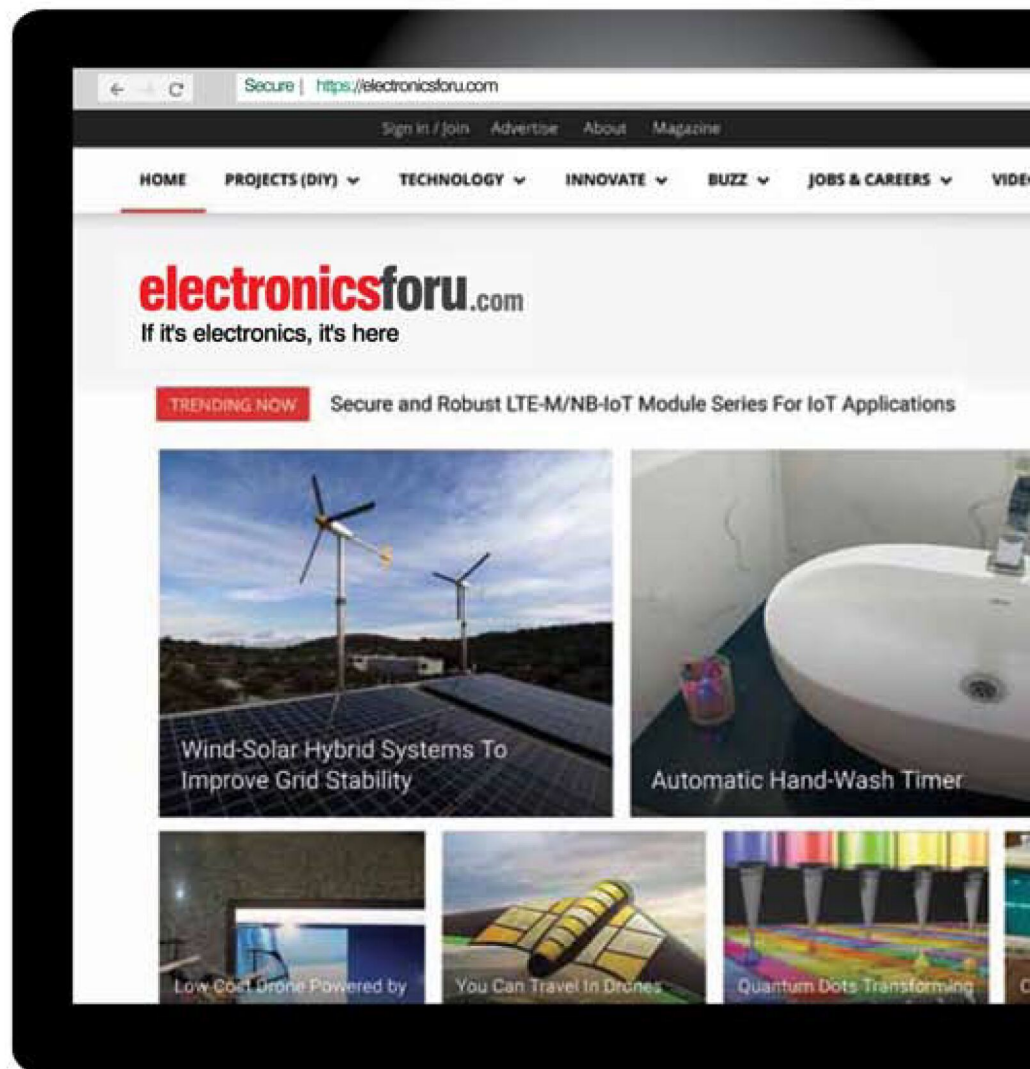 Secure | https://electronicsforu.com
Sign in / Join Advertise About Magazine
HOME PROJECTS (DIY) TECHNOLOGY INNOVATE BUZZ JOBS & CAREERS
electronicsforu.com
If it's electronics, it's here
TRENDING NOW Secure and Robust LTE-M/NB-IoT Module Series For IoT Applications
Wind-Solar Hybrid Systems To
Improve Grid Stability
Automatic Hand-Wash Timer
Low Cost Drone Powered by
You Can Travel In Drones
Quantum Dots Transforming